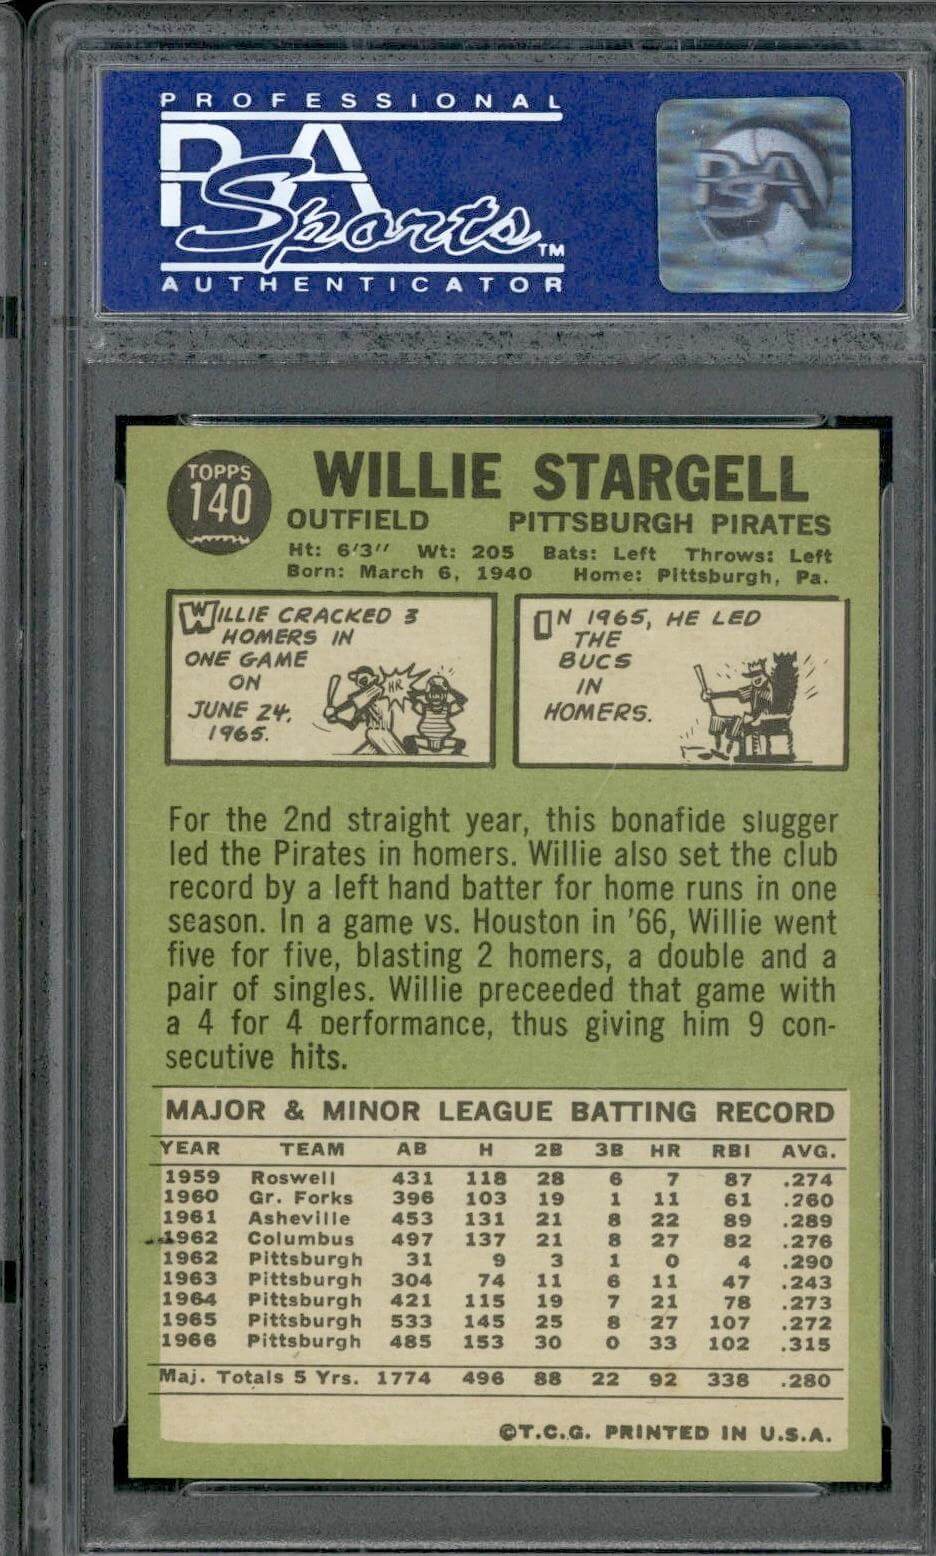 PROFESSIONAL
PSA
Sports™
AUTHENTICATOR
PSA
TOPPS
140
WILLIE STARGELL
OUTFIELD PITTSBURGH PIRATES
Ht: 6'3" Wt: 205 Bats: Left Throws: Left
Born: March 6, 1940 Home: Pittsburgh, Pa.
WILLIE CRACKED 3
HOMERS IN
ONE GAME
ON
JUNE 24,
1965.
HR
IN 1965, HE LED
THE
BUCS
IN
HOMERS.
For the 2nd straight year, this bonafide slugger
led the Pirates in homers. Willie also set the club
record by a left hand batter for home runs in one
season. In a game vs. Houston in '66, Willie went
five for five, blasting 2 homers, a double and a
pair of singles. Willie preceeded that game with
a 4 for 4 performance, thus giving him 9 con-
secutive hits.
MAJOR & MINOR LEAGUE BATTING RECORD
YEAR TEAM AB H 2B 3B HR RBI AVG.
1959 Roswell 431 118 28 6 7 87 .274
1960 Gr. Forks 396 103 19 1 11 61 .260
1961 Asheville 453 131 21 8 22 89 .289
1962 Columbus 497 137 21 8 27 82 .276
1962 Pittsburgh 31 9 3 1 0 4 .290
1963 Pittsburgh 304 74 11 6 11 47 .243
1964 Pittsburgh 421 115 19 7 21 78 .273
1965 Pittsburgh 533 145 25 8 27 107 .272
1966 Pittsburgh 485 153 30 0 33 102 .315
Maj. Totals 5 Yrs. 1774 496 88 22 92 338 .280
©T.C.G. PRINTED IN U.S.A.